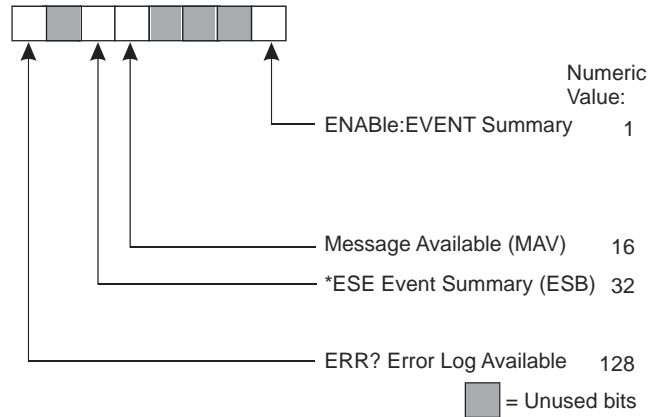 Numeric
Value:
ENABle:EVENT Summary 1
Message Available (MAV) 16
*ESE Event Summary (ESB) 32
ERR? Error Log Available 128
= Unused bits